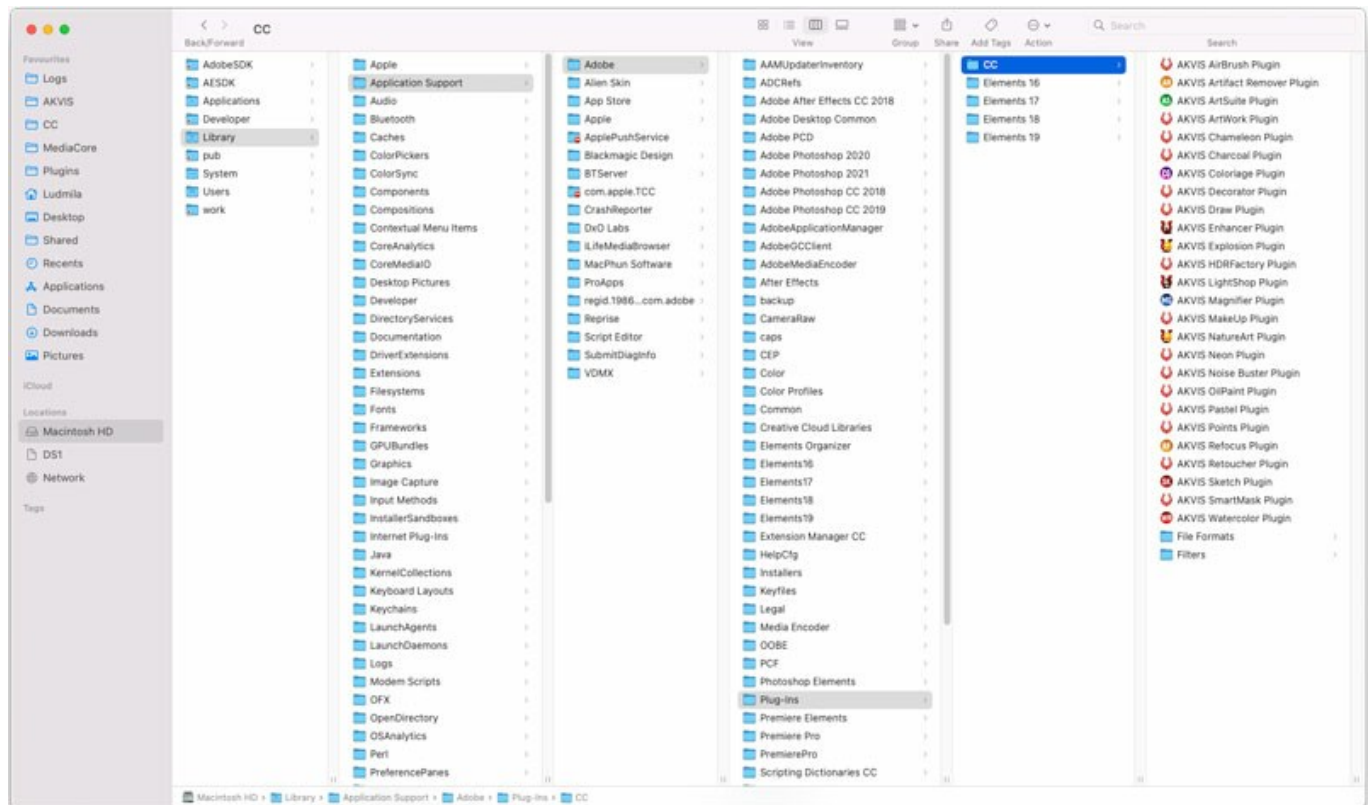 CC
Back/Forward
View
Group
Share
Add Tags
Action
Search
Search
Favourites
Logs
AKVIS
CC
MediaCore
Plugins
Ludmila
Desktop
Shared
Recents
Applications
Documents
Downloads
Pictures
iCloud
Locations
Macintosh HD
DS1
Network
Tags
AdobeSDK
AESDK
Applications
Developer
Library
pub
System
Users
work
Apple
Application Support
Audio
Bluetooth
Caches
ColorPickers
ColorSync
Components
Compositions
Contextual Menu Items
CoreAnalytics
CoreMediaIO
Desktop Pictures
Developer
DirectoryServices
Documentation
DriverExtensions
Extensions
Filesystems
Fonts
Frameworks
GPUBundles
Graphics
Image Capture
Input Methods
InstallerSandboxes
Internet Plug-Ins
Java
KernelCollections
Keyboard Layouts
Keychains
LaunchAgents
LaunchDaemons
Logs
Modem Scripts
OFX
OpenDirectory
OSAnalytics
Perl
PreferencePanes
Adobe
Alien Skin
App Store
Apple
ApplePushService
Blackmagic Design
BTServer
com.apple.TCC
CrashReporter
DxO Labs
iLifeMediaBrowser
MacPhun Software
ProApps
regid.1986...com.adobe
Reprise
Script Editor
SubmitDiagInfo
VDMX
AAMUpdaterInventory
ADCRefs
Adobe After Effects CC 2018
Adobe Desktop Common
Adobe PCD
Adobe Photoshop 2020
Adobe Photoshop 2021
Adobe Photoshop CC 2018
Adobe Photoshop CC 2019
AdobeApplicationManager
AdobeGCClient
AdobeMediaEncoder
After Effects
backup
CameraRaw
caps
CEP
Color
Color Profiles
Common
Creative Cloud Libraries
Elements Organizer
Elements16
Elements17
Elements18
Elements19
Extension Manager CC
HelpCfg
Installers
Keyfiles
Legal
Media Encoder
OOBE
PCF
Photoshop Elements
Plug-Ins
Premiere Elements
Premiere Pro
PremierePro
Scripting Dictionaries CC
CC
Elements 16
Elements 17
Elements 18
Elements 19
AKVIS AirBrush Plugin
AKVIS Artifact Remover Plugin
AKVIS ArtSuite Plugin
AKVIS ArtWork Plugin
AKVIS Chameleon Plugin
AKVIS Charcoal Plugin
AKVIS Coloriage Plugin
AKVIS Decorator Plugin
AKVIS Draw Plugin
AKVIS Enhancer Plugin
AKVIS Explosion Plugin
AKVIS HDRFactory Plugin
AKVIS LightShop Plugin
AKVIS Magnifier Plugin
AKVIS MakeUp Plugin
AKVIS NatureArt Plugin
AKVIS Neon Plugin
AKVIS Noise Buster Plugin
AKVIS OilPaint Plugin
AKVIS Pastel Plugin
AKVIS Points Plugin
AKVIS Refocus Plugin
AKVIS Retoucher Plugin
AKVIS Sketch Plugin
AKVIS SmartMask Plugin
AKVIS Watercolor Plugin
File Formats
Filters
Macintosh HD › Library › Application Support › Adobe › Plug-Ins › CC